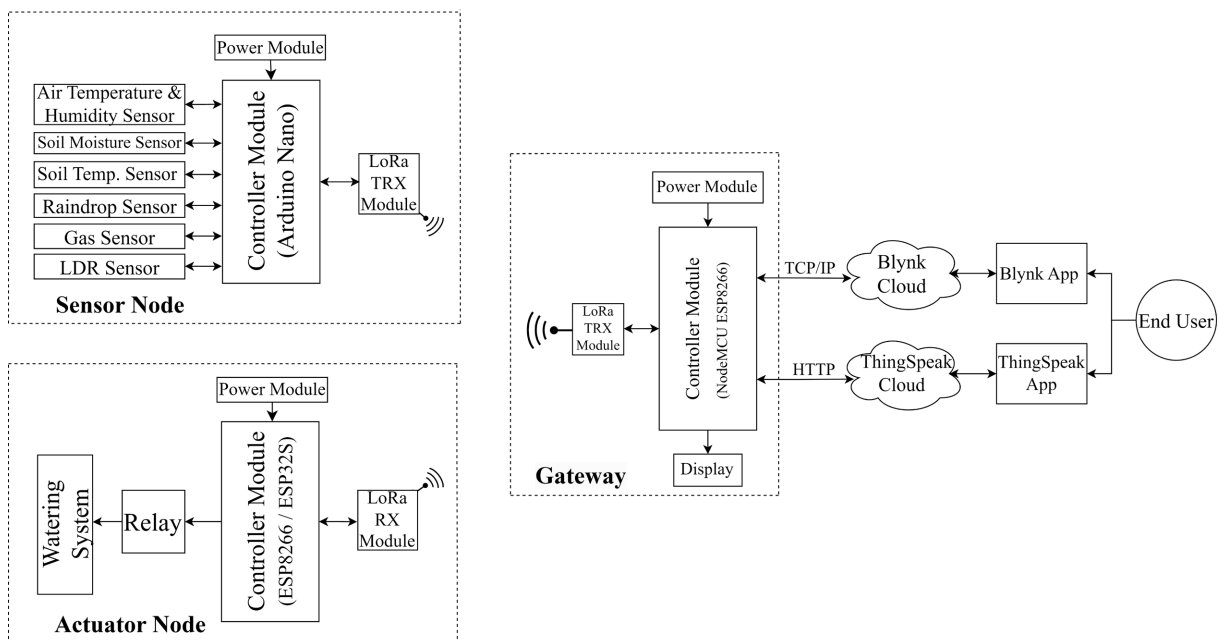 Power Module
Air Temperature &
Humidity Sensor
Soil Moisture Sensor
Soil Temp. Sensor
Raindrop Sensor
Gas Sensor
LDR Sensor
Controller Module
(Arduino Nano)
LoRa
TRX
Module
Sensor Node
Power Module
Watering
System
Relay
Controller Module
(ESP8266 / ESP32S)
LoRa
RX
Module
Actuator Node
Power Module
LoRa
TRX
Module
Controller Module
(NodeMCU ESP8266)
Display
Gateway
TCP/IP
Blynk
Cloud
Blynk App
HTTP
ThingSpeak
Cloud
ThingSpeak
App
End User